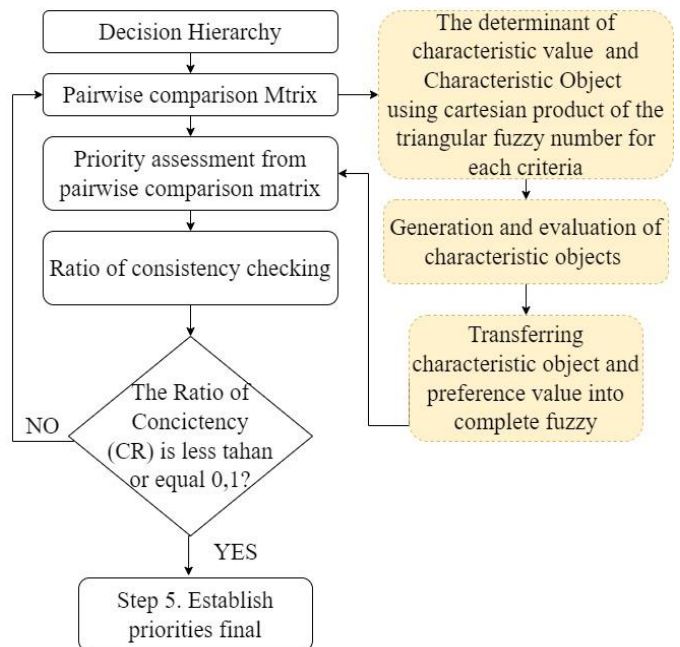 Decision Hierarchy
Pairwise comparison Mtrix
Priority assessment from
pairwise comparison matrix
Ratio of consistency checking
The Ratio of
Concictency
(CR) is less tahan
or equal 0,1?
NO
YES
Step 5. Establish
priorities final
The determinant of
characteristic value and
Characteristic Object
using cartesian product of the
triangular fuzzy number for
each criteria
Generation and evaluation of
characteristic objects
Transferring
characteristic object and
preference value into
complete fuzzy